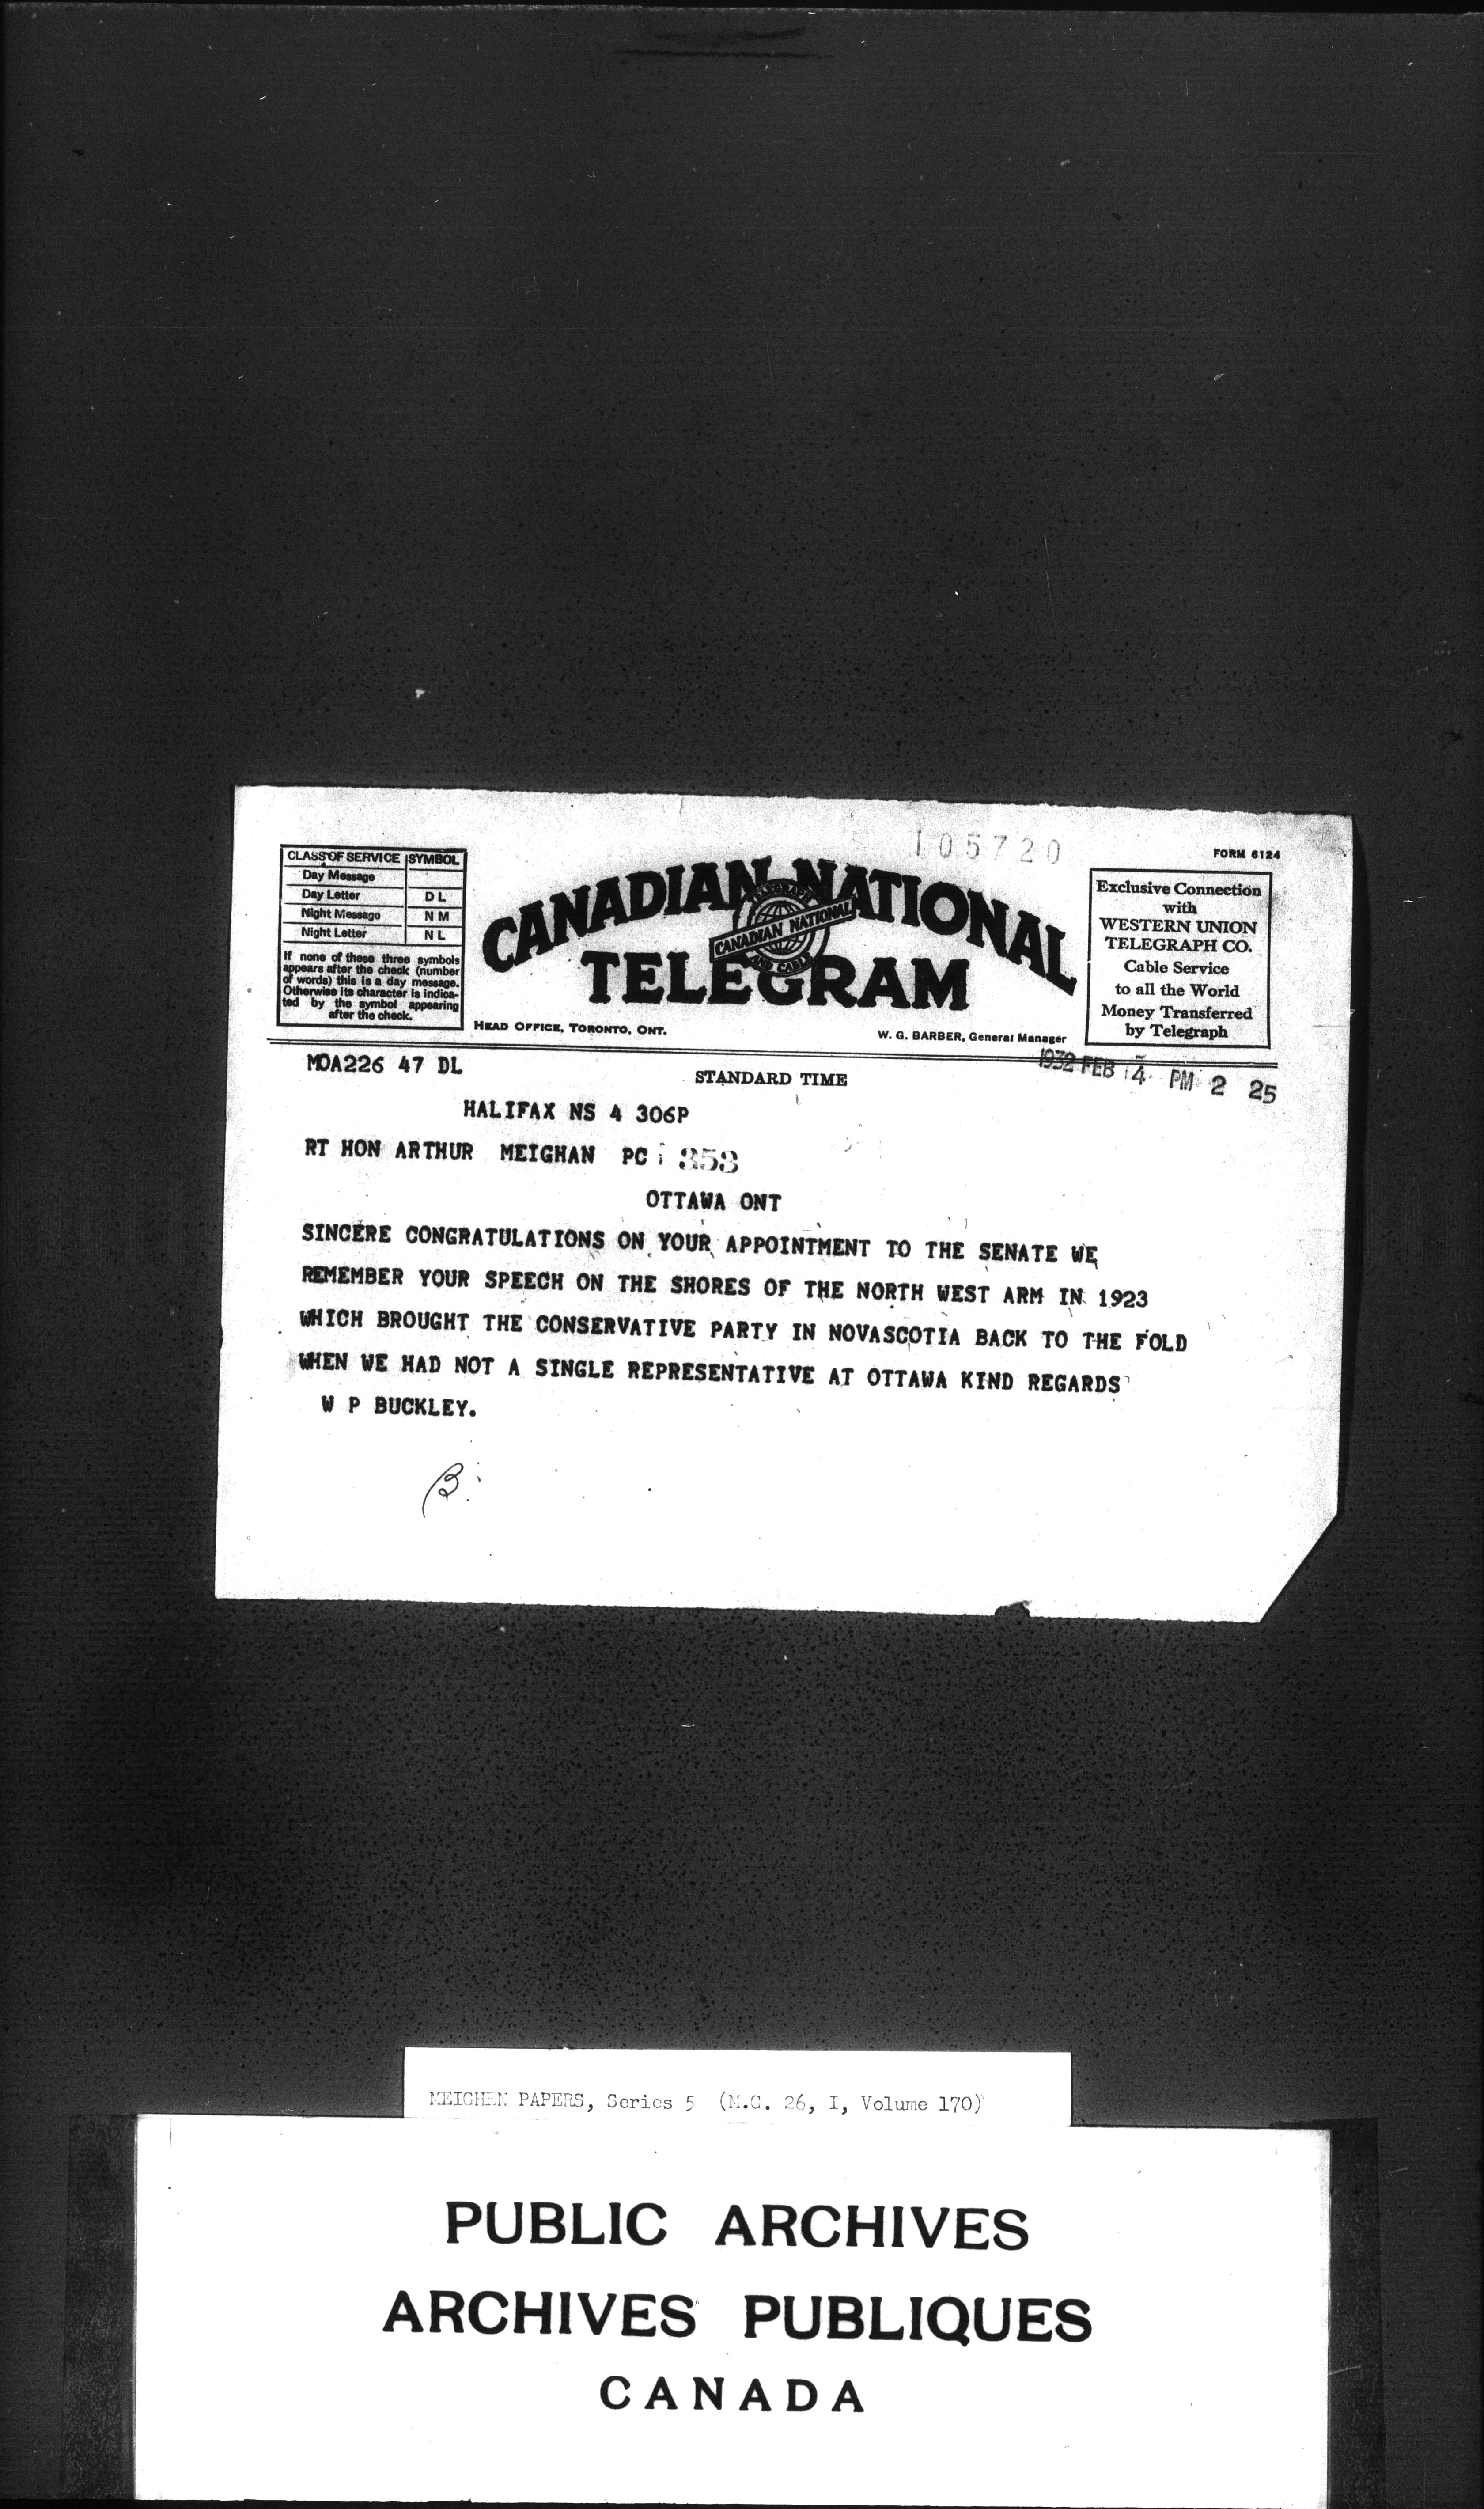 105720
FORM 6124
CLASS OF SERVICE SYMBOL
Day Message
Day Letter D L
Night Message N M
Night Letter N L
If none of these three symbols
appears after the check (number
of words) this is a day message.
Otherwise its character is indica-
ted by the symbol appearing
after the check.
CANADIAN NATIONAL
TELEGRAM
TELEGRAPH
CANADIAN NATIONAL
AND CABLE
HEAD OFFICE, TORONTO, ONT.
W. G. BARBER, General Manager
Exclusive Connection
with
WESTERN UNION
TELEGRAPH CO.
Cable Service
to all the World
Money Transferred
by Telegraph
MOA226 47 DL
STANDARD TIME
1932 FEB 4 PM 2 25
HALIFAX NS 4 306P
RT HON ARTHUR MEIGHAN PC 353
OTTAWA ONT
SINCERE CONGRATULATIONS ON YOUR APPOINTMENT TO THE SENATE WE
REMEMBER YOUR SPEECH ON THE SHORES OF THE NORTH WEST ARM IN 1923
WHICH BROUGHT THE CONSERVATIVE PARTY IN NOVASCOTIA BACK TO THE FOLD
WHEN WE HAD NOT A SINGLE REPRESENTATIVE AT OTTAWA KIND REGARDS
W P BUCKLEY.
B.
MEIGHEN PAPERS, Series 5 (M.G. 26, I, Volume 170)
PUBLIC ARCHIVES
ARCHIVES PUBLIQUES
CANADA